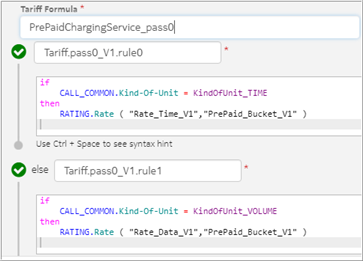 Tariff Formula *
PrePaidChargingService_pass0
Tariff.pass0_V1.rule0 *
if
CALL_COMMON.Kind-Of-Unit = KindOfUnit_TIME
then
RATING.Rate ( "Rate_Time_V1","PrePaid_Bucket_V1" )
Use Ctrl + Space to see syntax hint
else Tariff.pass0_V1.rule1 *
if
CALL_COMMON.Kind-Of-Unit = KindOfUnit_VOLUME
then
RATING.Rate ( "Rate_Data_V1","PrePaid_Bucket_V1" )